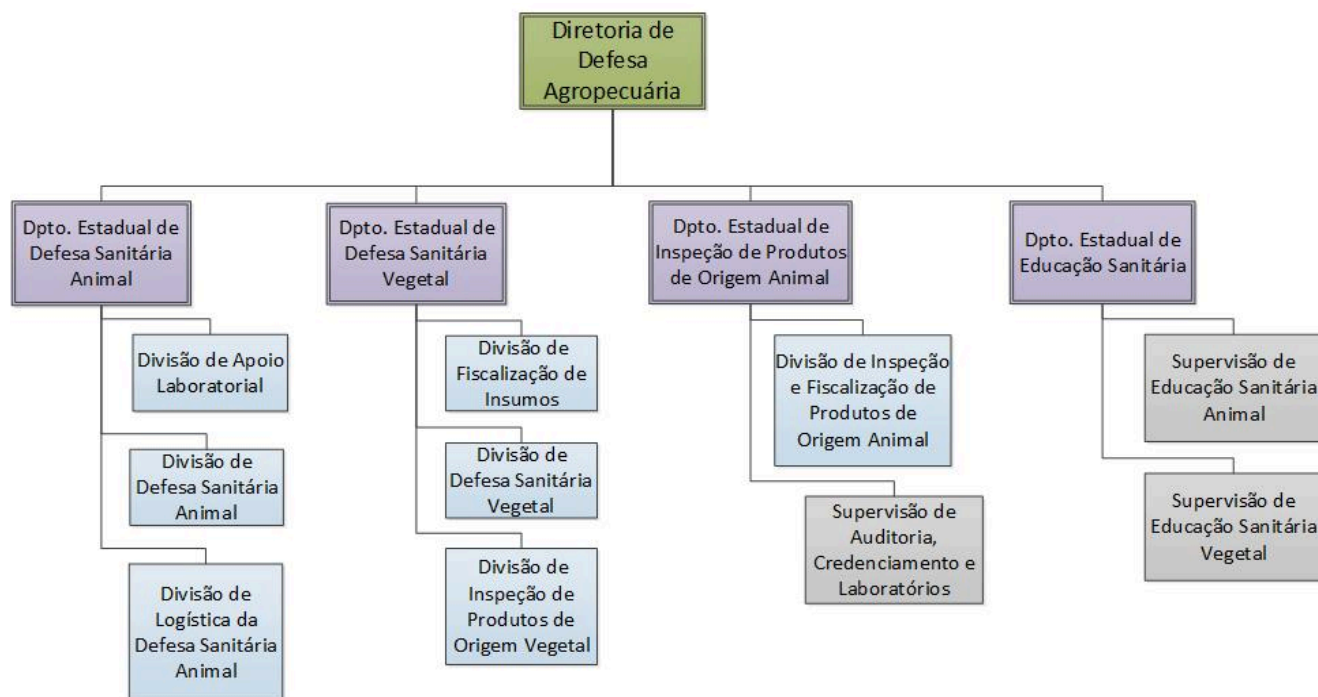 Diretoria de
Defesa
Agropecuária
Dpto. Estadual de
Defesa Sanitária
Animal
Dpto. Estadual de
Defesa Sanitária
Vegetal
Dpto. Estadual de
Inspeção de Produtos
de Origem Animal
Dpto. Estadual de
Educação Sanitária
Divisão de Apoio
Laboratorial
Divisão de
Defesa Sanitária
Animal
Divisão de
Logística da
Defesa Sanitária
Animal
Divisão de
Fiscalização de
Insumos
Divisão de
Defesa Sanitária
Vegetal
Divisão de
Inspeção de
Produtos de
Origem Vegetal
Divisão de Inspeção
e Fiscalização de
Produtos de
Origem Animal
Supervisão de
Auditoria,
Credenciamento e
Laboratórios
Supervisão de
Educação Sanitária
Animal
Supervisão de
Educação Sanitária
Vegetal